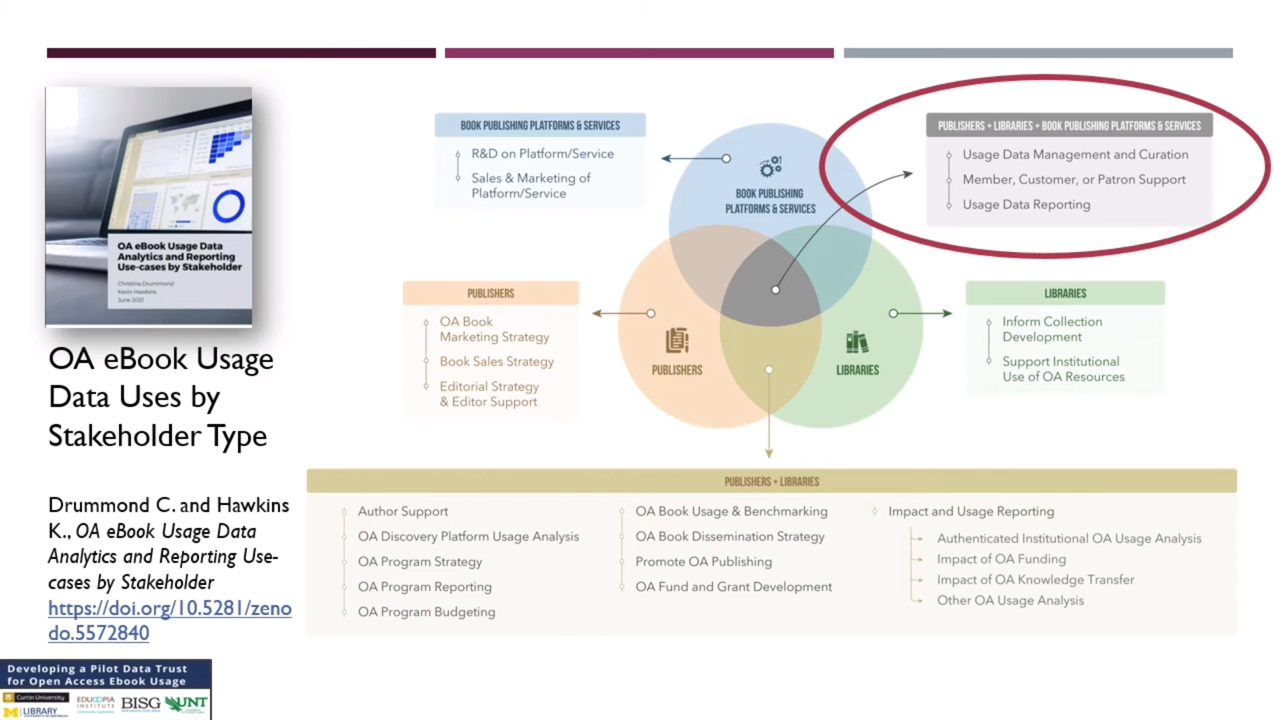 OA eBook Usage Data
Analytics and Reporting
Use-cases by Stakeholder
Christina Drummond
Kevin Hawkins
June 2021
OA eBook Usage
Data Uses by
Stakeholder Type
Drummond C. and Hawkins
K., OA eBook Usage Data
Analytics and Reporting Use-
cases by Stakeholder
https://doi.org/10.5281/zeno
do.5572840
Developing a Pilot Data Trust
for Open Access Ebook Usage
Curtin University
EDUCOPIA
INSTITUTE
BISG
UNT
M LIBRARY
BOOK PUBLISHING PLATFORMS & SERVICES
R&D on Platform/Service
Sales & Marketing of
Platform/Service
BOOK PUBLISHING
PLATFORMS & SERVICES
PUBLISHERS + LIBRARIES + BOOK PUBLISHING PLATFORMS & SERVICES
Usage Data Management and Curation
Member, Customer, or Patron Support
Usage Data Reporting
PUBLISHERS
OA Book
Marketing Strategy
Book Sales Strategy
Editorial Strategy
& Editor Support
PUBLISHERS
LIBRARIES
LIBRARIES
Inform Collection
Development
Support Institutional
Use of OA Resources
PUBLISHERS + LIBRARIES
Author Support
OA Discovery Platform Usage Analysis
OA Program Strategy
OA Program Reporting
OA Program Budgeting
OA Book Usage & Benchmarking
OA Book Dissemination Strategy
Promote OA Publishing
OA Fund and Grant Development
Impact and Usage Reporting
Authenticated Institutional OA Usage Analysis
Impact of OA Funding
Impact of OA Knowledge Transfer
Other OA Usage Analysis